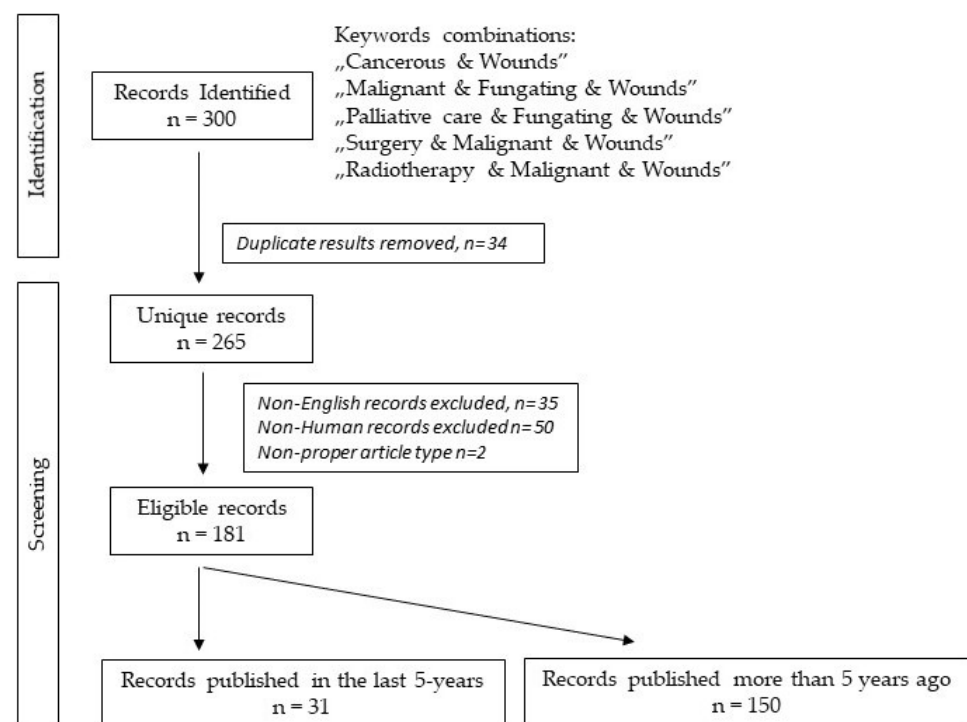 Identification
Records Identified
n = 300
Keywords combinations:
„Cancerous & Wounds”
„Malignant & Fungating & Wounds”
„Palliative care & Fungating & Wounds”
„Surgery & Malignant & Wounds”
„Radiotherapy & Malignant & Wounds”
Duplicate results removed, n=34
Screening
Unique records
n = 265
Non-English records excluded, n=35
Non-Human records excluded n=50
Non-proper article type n=2
Eligible records
n = 181
Records published in the last 5-years
n = 31
Records published more than 5 years ago
n = 150